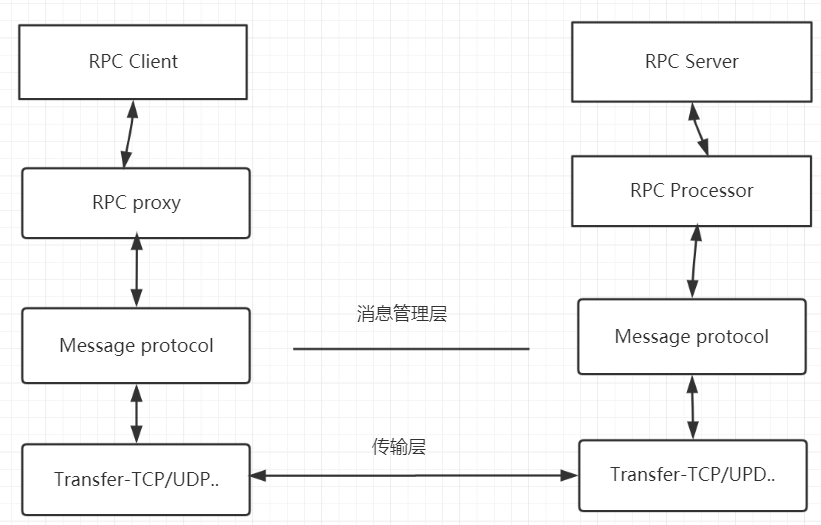 RPC Client
RPC Server
RPC proxy
RPC Processor
消息管理层
Message protocol
Message protocol
传输层
Transfer-TCP/UDP..
Transfer-TCP/UPD..